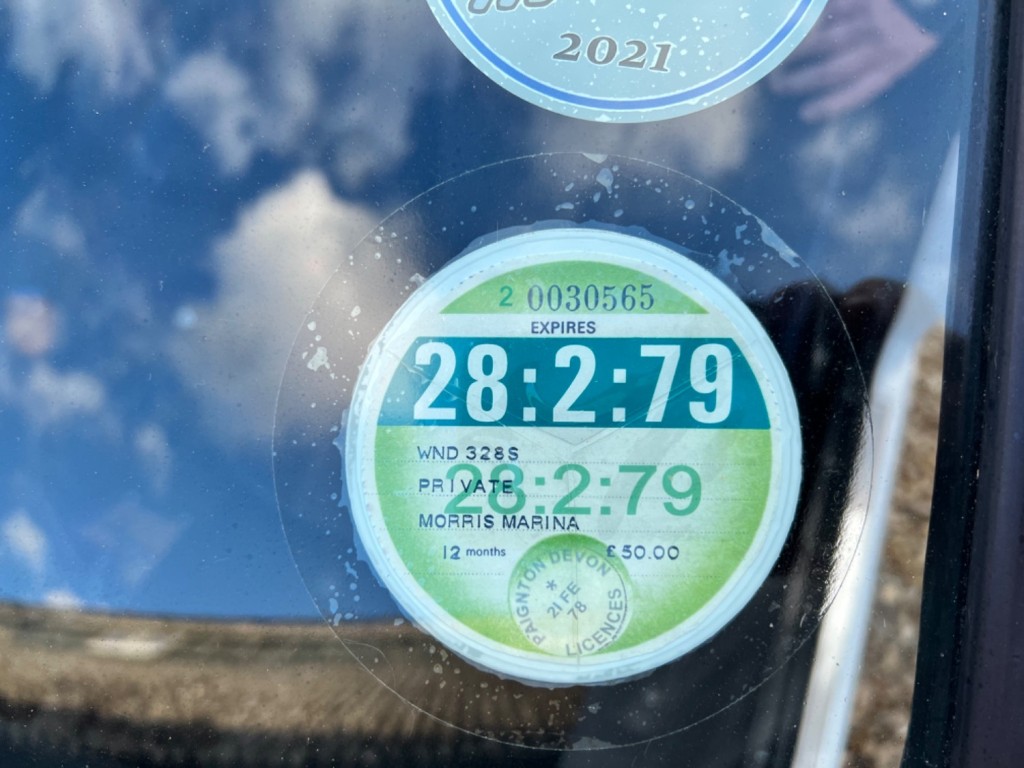 2021
2 0030565
EXPIRES
28:2:79
WND 328S
28:2:79
PRIVATE
MORRIS MARINA
12 months £50.00
PAIGNTON DEVON
*
21 FE
78
LICENCES